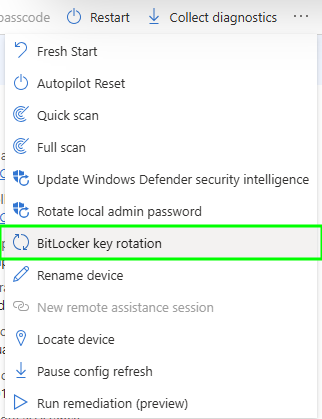 passcode Restart Collect diagnostics ...
Fresh Start
Autopilot Reset
Quick scan
Full scan
Update Windows Defender security intelligence
Rotate local admin password
BitLocker key rotation
Rename device
New remote assistance session
Locate device
Pause config refresh
Run remediation (preview)